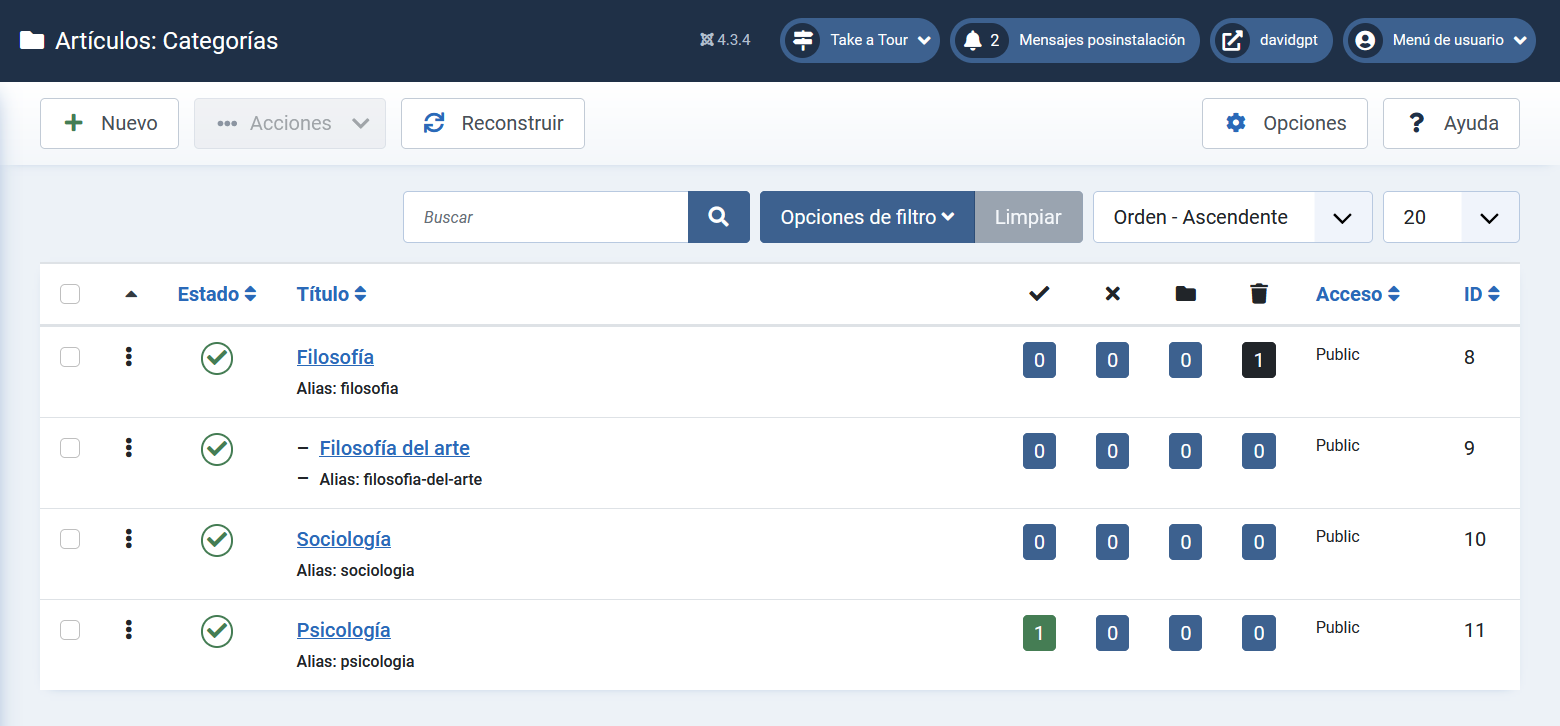 Artículos: Categorías
4.3.4
Take a Tour
2 Mensajes posinstalación
davidgpt
Menú de usuario
Nuevo
Acciones
Reconstruir
Opciones
? Ayuda
Buscar
Opciones de filtro
Limpiar
Orden - Ascendente
20
Estado Título Acceso ID
Filosofía 0 0 0 1 Public 8
Alias: filosofia
– Filosofía del arte 0 0 0 0 Public 9
– Alias: filosofia-del-arte
Sociología 0 0 0 0 Public 10
Alias: sociologia
Psicología 1 0 0 0 Public 11
Alias: psicologia